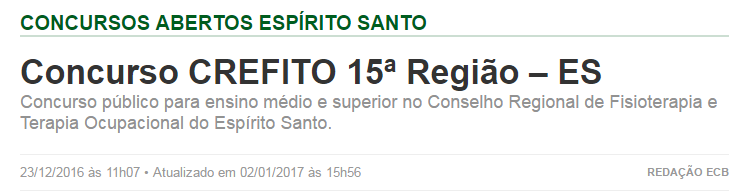 CONCURSOS ABERTOS ESPÍRITO SANTO
Concurso CREFITO 15ª Região – ES
Concurso público para ensino médio e superior no Conselho Regional de Fisioterapia e
Terapia Ocupacional do Espírito Santo.
23/12/2016 às 11h07 • Atualizado em 02/01/2017 às 15h56 REDAÇÃO ECB